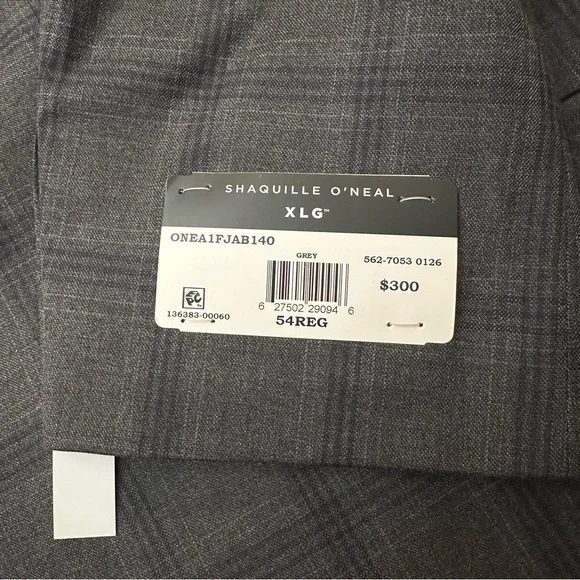 SHAQUILLE O'NEAL
XLG™
ONEA1FJAB140
GREY
562-7053 0126
$300
6 27502 29094 6
136383-00060
54REG